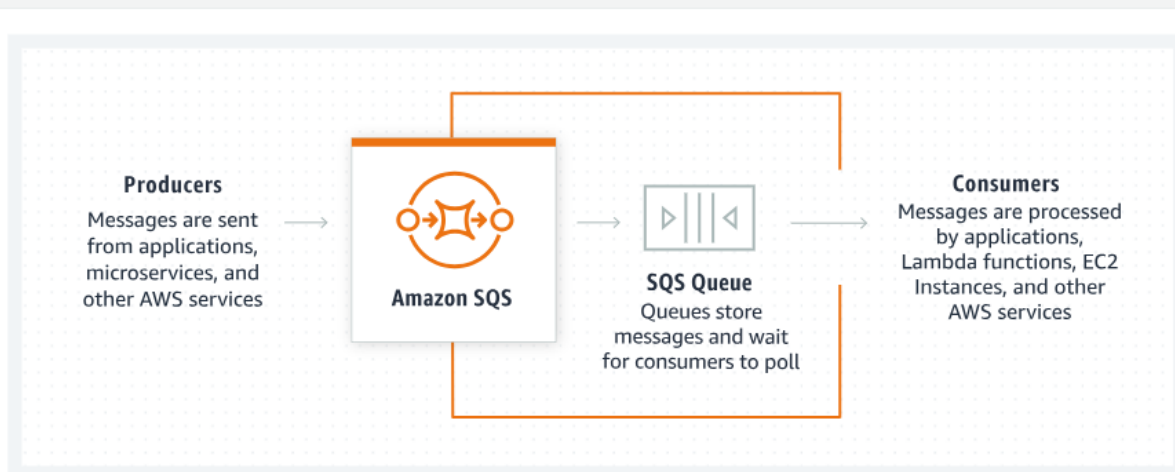 Producers
Messages are sent
from applications,
microservices, and
other AWS services
Amazon SQS
SQS Queue
Queues store
messages and wait
for consumers to poll
Consumers
Messages are processed
by applications,
Lambda functions, EC2
Instances, and other
AWS services